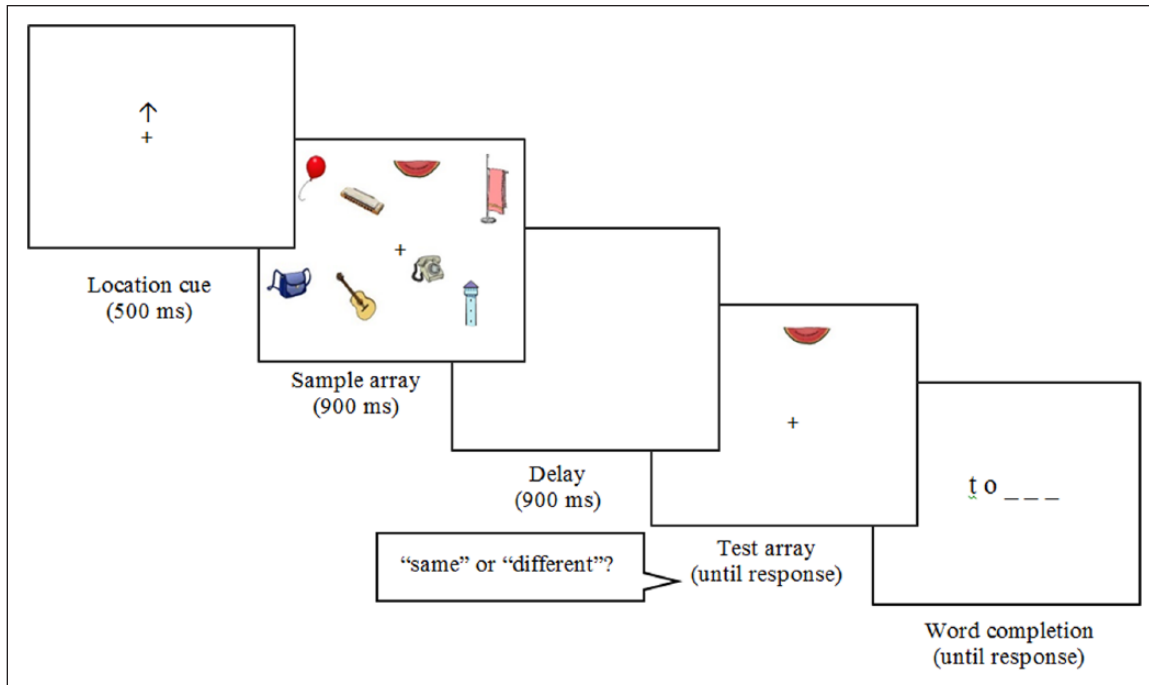 ↑
+
Location cue
(500 ms)
+
Sample array
(900 ms)
Delay
(900 ms)
+
"same" or "different"?
Test array
(until response)
t o _ _ _
Word completion
(until response)